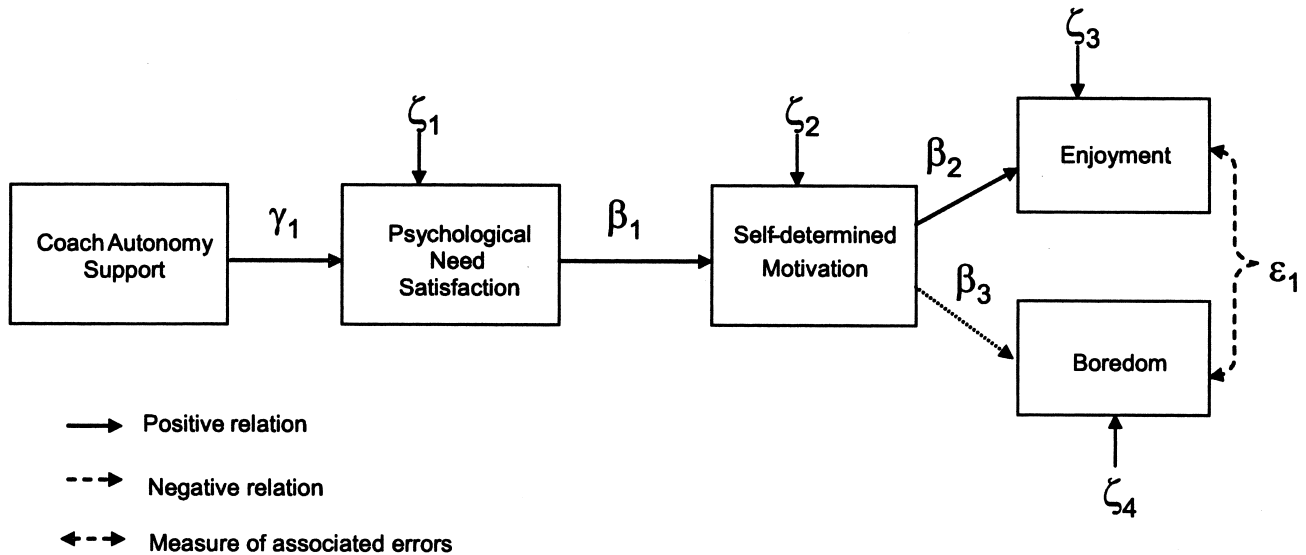 ζ3
ζ1
ζ2
Enjoyment
β2
Coach Autonomy
Support
γ1
Psychological
Need
Satisfaction
β1
Self-determined
Motivation
ε1
β3
Boredom
ζ4
Positive relation
Negative relation
Measure of associated errors